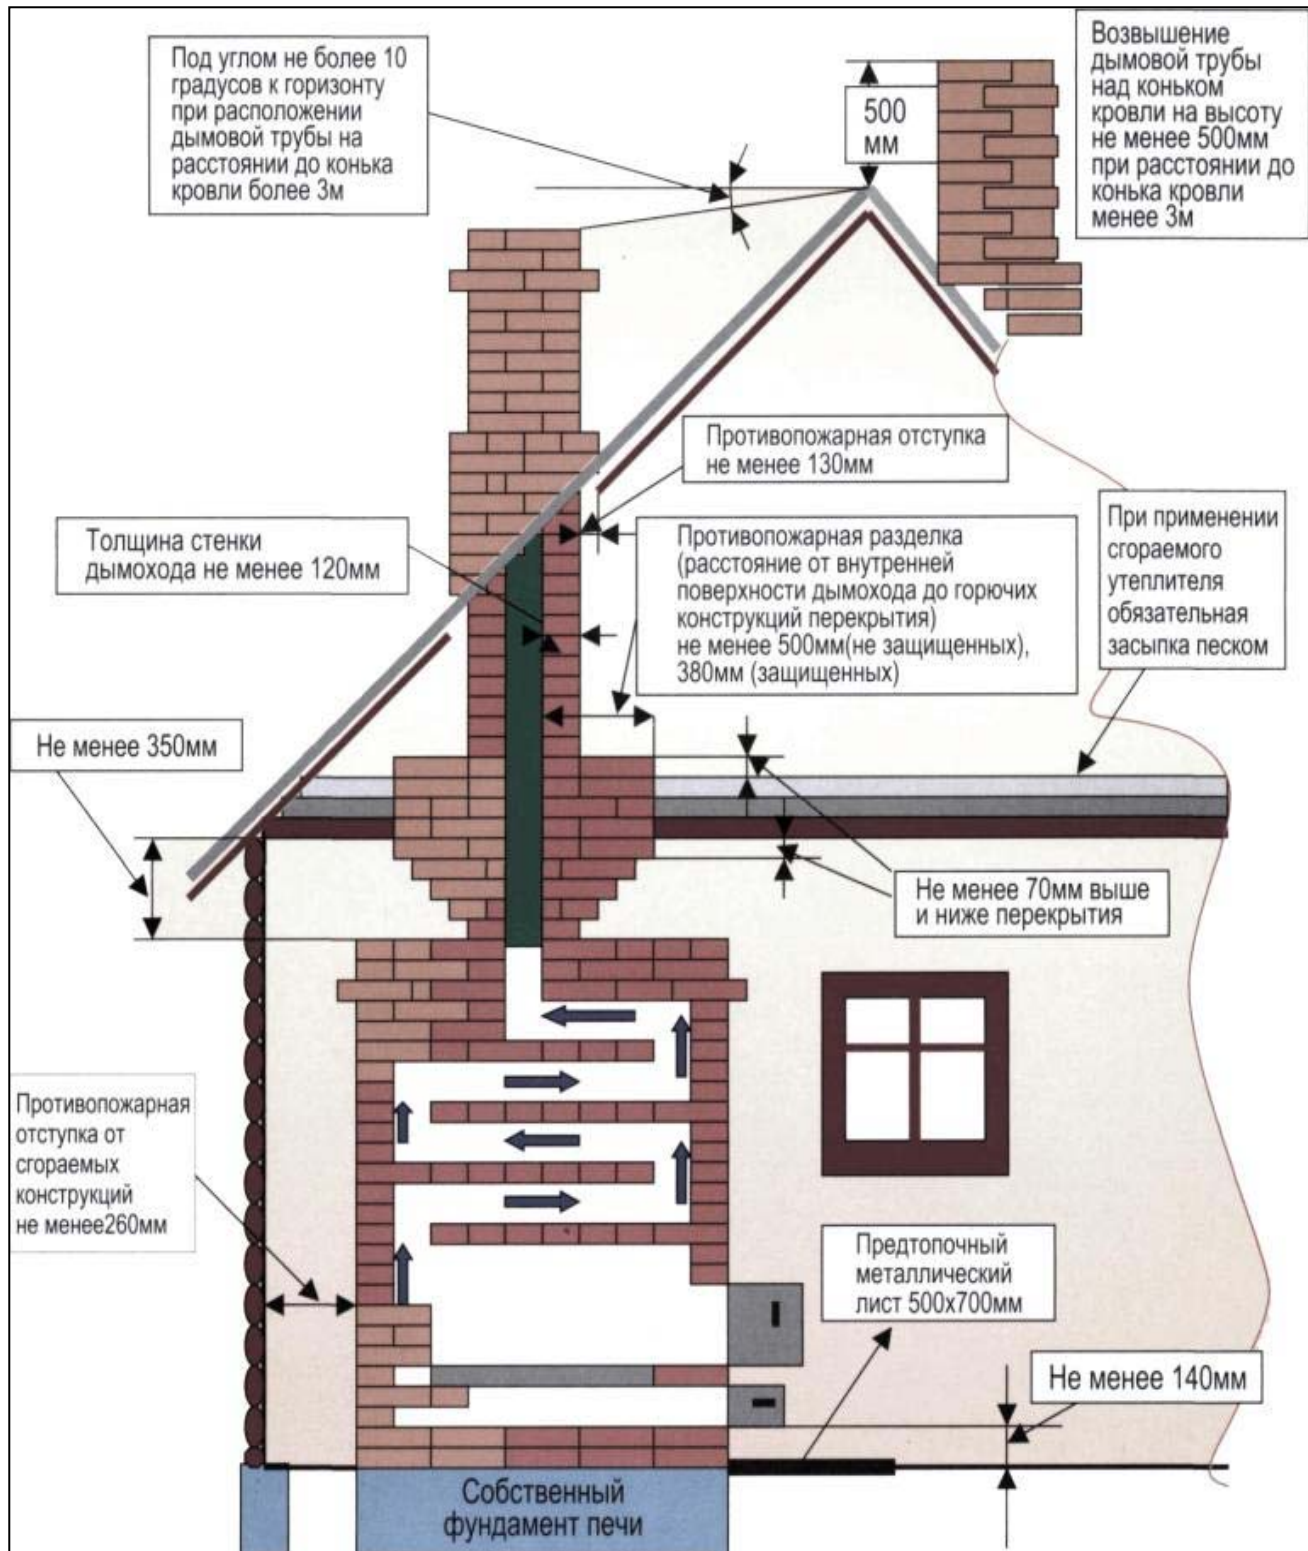 Под углом не более 10
градусов к горизонту
при расположении
дымовой трубы на
расстоянии до конька
кровли более 3м
500
мм
Возвышение
дымовой трубы
над коньком
кровли на высоту
не менее 500мм
при расстоянии до
конька кровли
менее 3м
Противопожарная отступка
не менее 130мм
Толщина стенки
дымохода не менее 120мм
Противопожарная разделка
(расстояние от внутренней
поверхности дымохода до горючих
конструкций перекрытия)
не менее 500мм(не защищенных),
380мм (защищенных)
При применении
сгораемого
утеплителя
обязательная
засыпка песком
Не менее 350мм
Не менее 70мм выше
и ниже перекрытия
Противопожарная
отступка от
сгораемых
конструкций
не менее260мм
Предтопочный
металлический
лист 500х700мм
Не менее 140мм
Собственный
фундамент печи